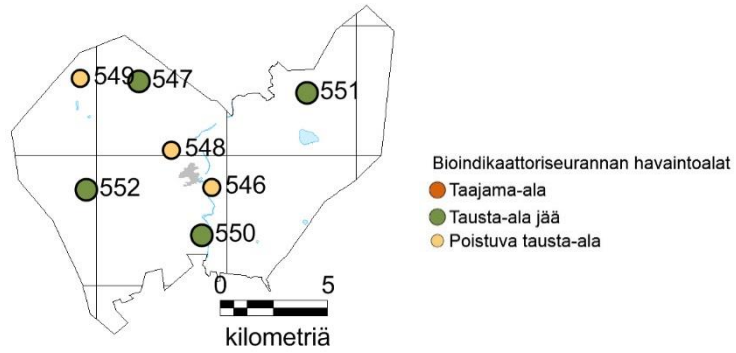 549
547
551
548
552
546
550
0 5
kilometriä
Bioindikaattoriseurannan havaintoalat
Taajama-ala
Tausta-ala jää
Poistuva tausta-ala